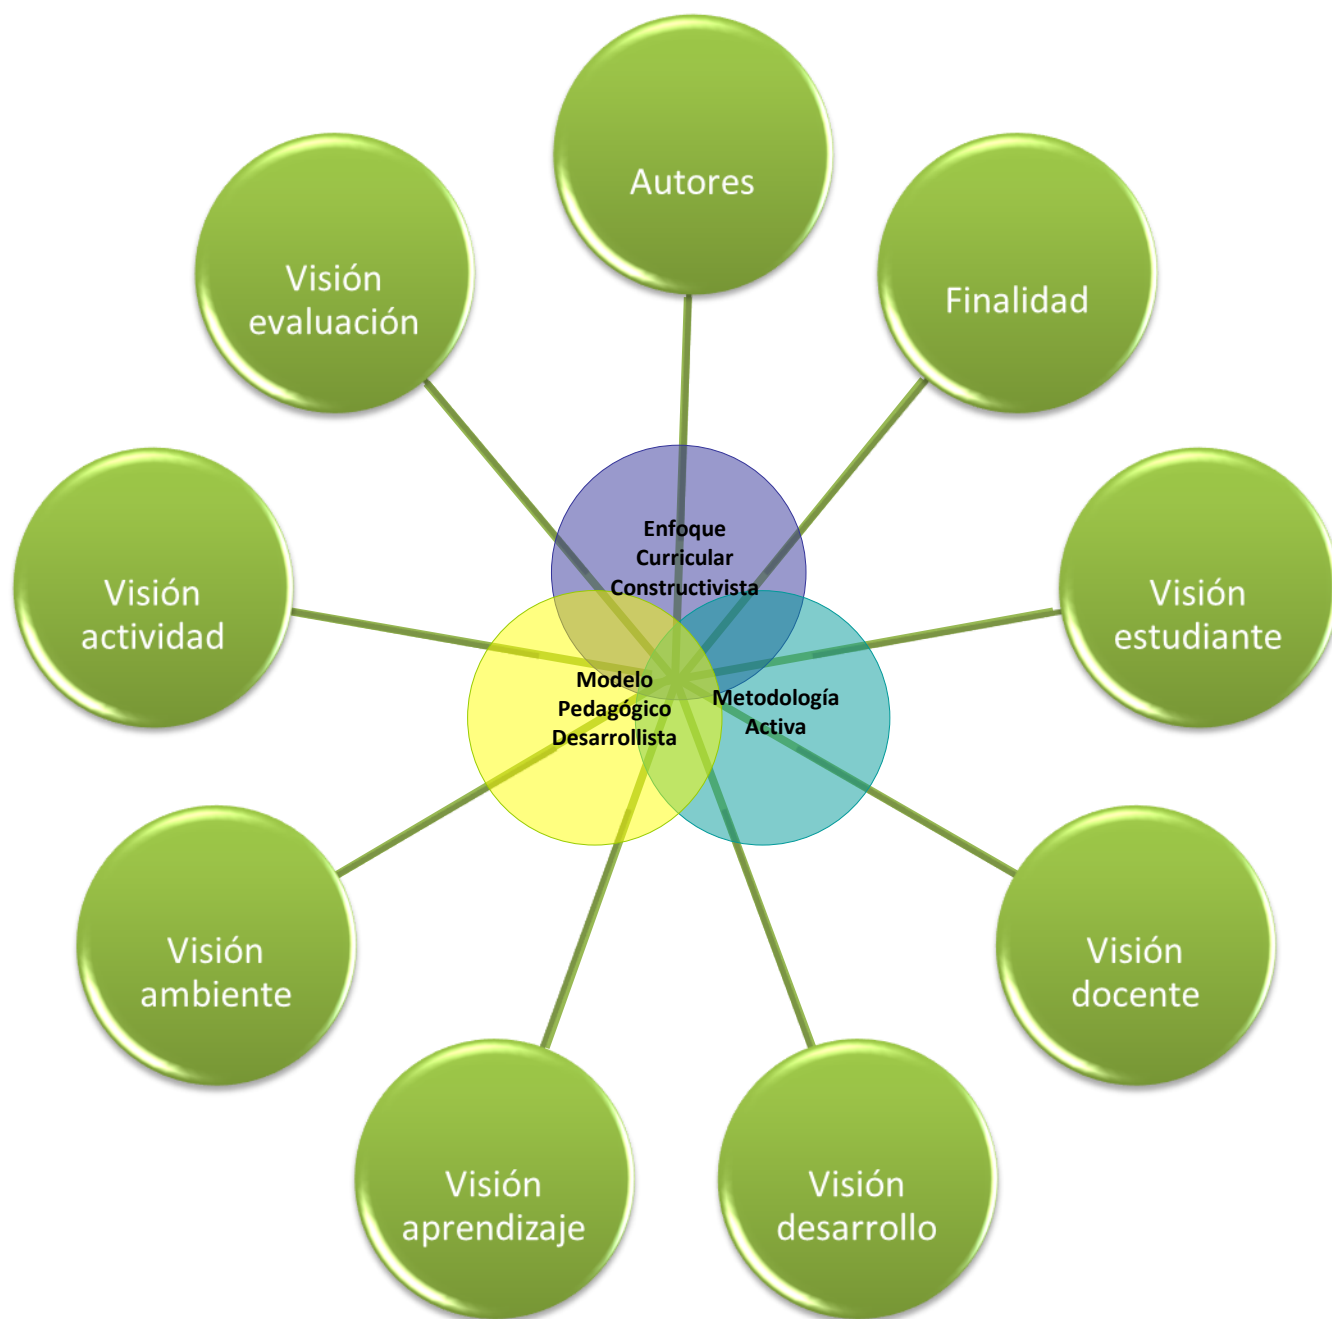 Autores
Finalidad
Visión
estudiante
Visión
docente
Visión
desarrollo
Visión
aprendizaje
Visión
ambiente
Visión
actividad
Visión
evaluación
Enfoque
Curricular
Constructivista
Modelo
Pedagógico
Desarrollista
Metodología
Activa